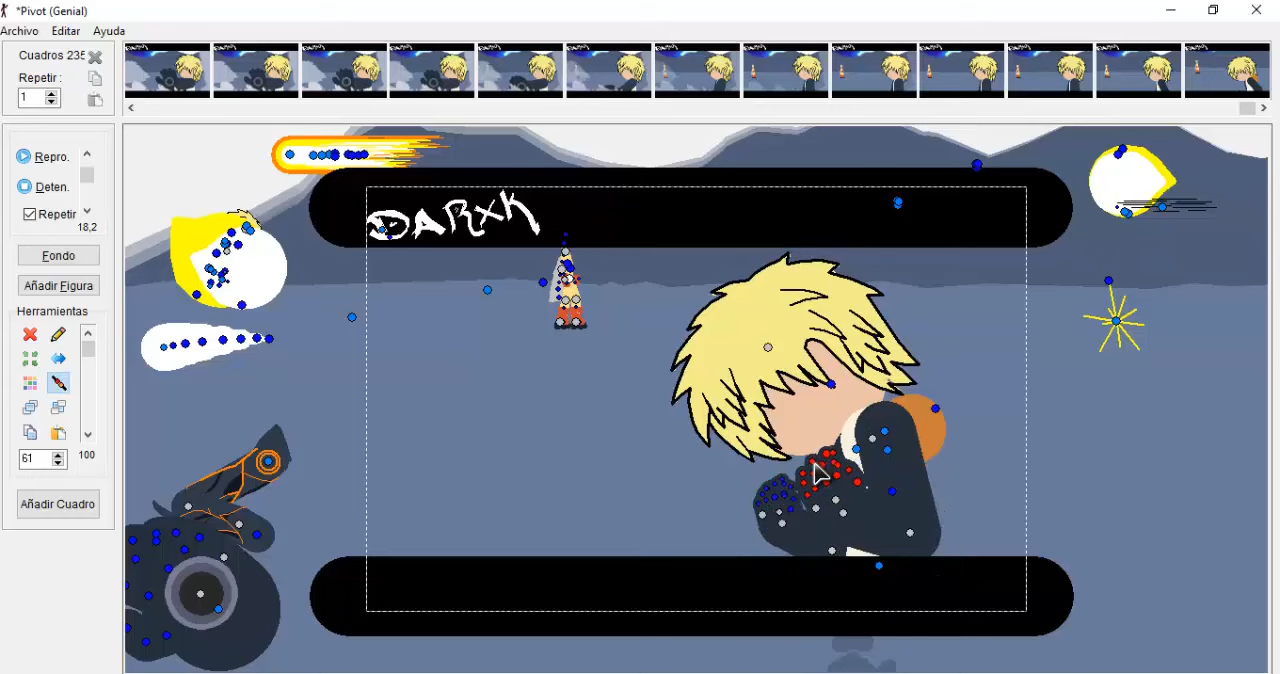 *Pivot (Genial)
Archivo Editar Ayuda
Cuadros 235
Repetir :
1
Repro.
Deten.
Repetir
18,2
Fondo
Añadir Figura
Herramientas
61
100
Añadir Cuadro
DARXK